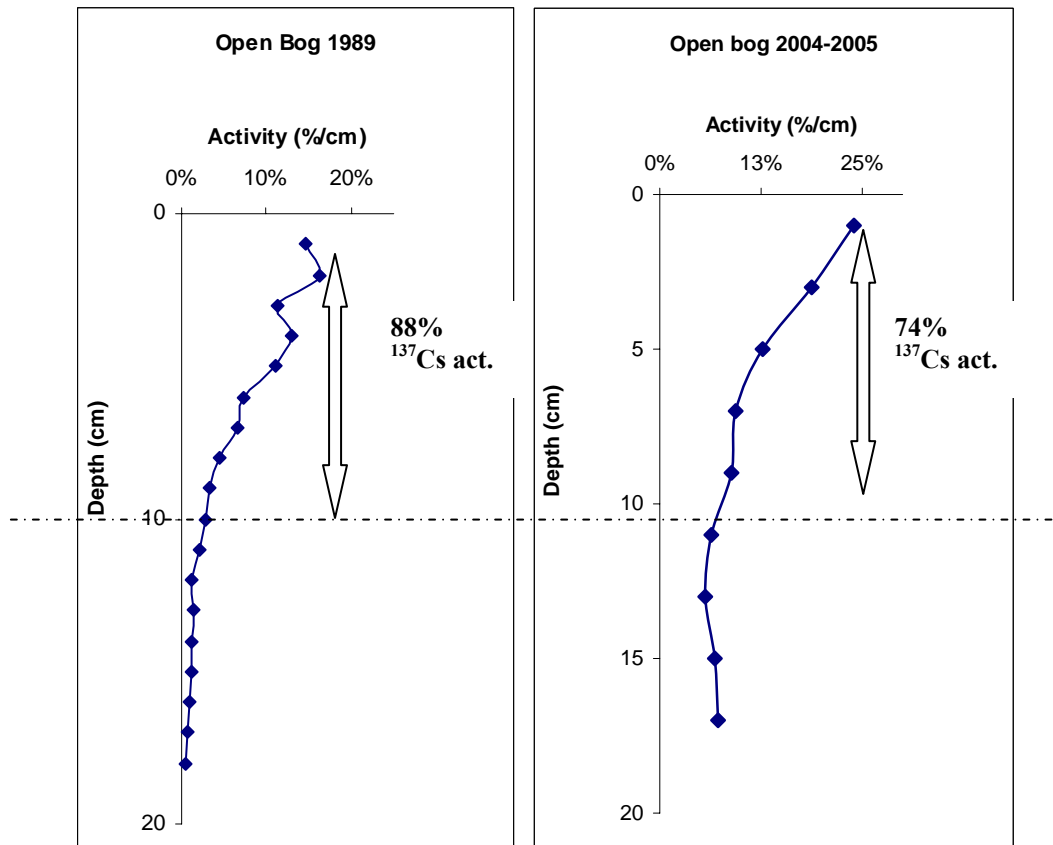 Open Bog 1989
Activity (%/cm)
0% 10% 20%
0
10
20
Depth (cm)
88%
¹³⁷Cs act.
Open bog 2004-2005
Activity (%/cm)
0% 13% 25%
0
5
10
15
20
Depth (cm)
74%
¹³⁷Cs act.